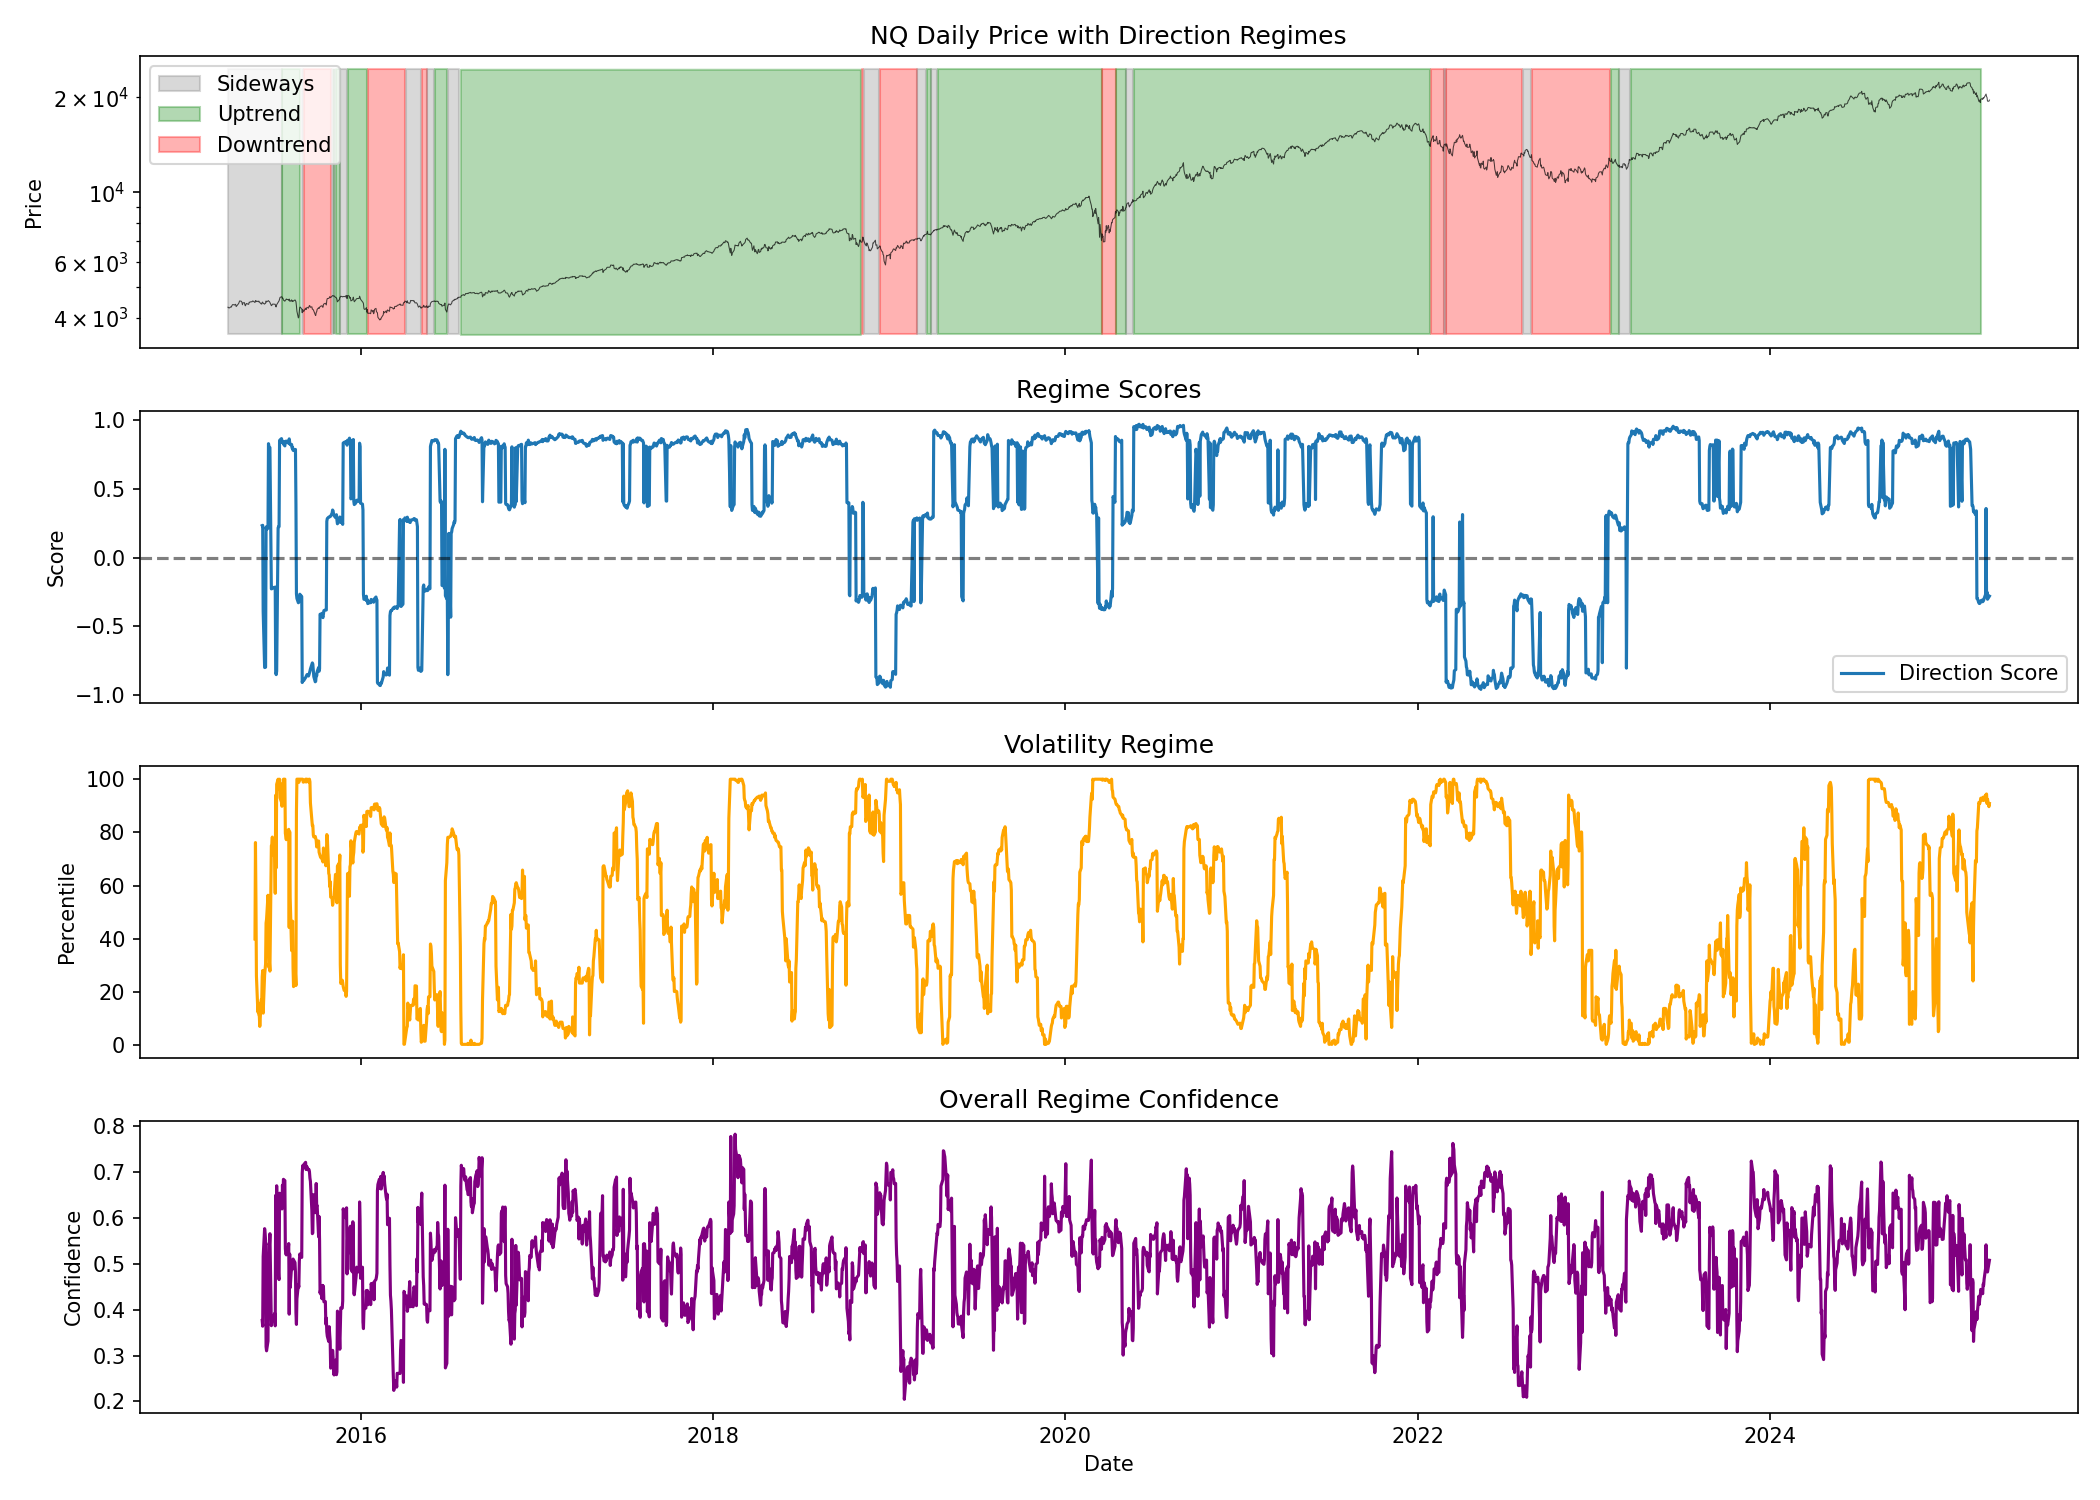 NQ Daily Price with Direction Regimes
Sideways
Uptrend
Downtrend
Price
2 × 10⁴
10⁴
6 × 10³
4 × 10³
Regime Scores
Score
1.0
0.5
0.0
−0.5
−1.0
Direction Score
Volatility Regime
Percentile
100
80
60
40
20
0
Overall Regime Confidence
Confidence
0.8
0.7
0.6
0.5
0.4
0.3
0.2
2016 2018 2020 2022 2024
Date